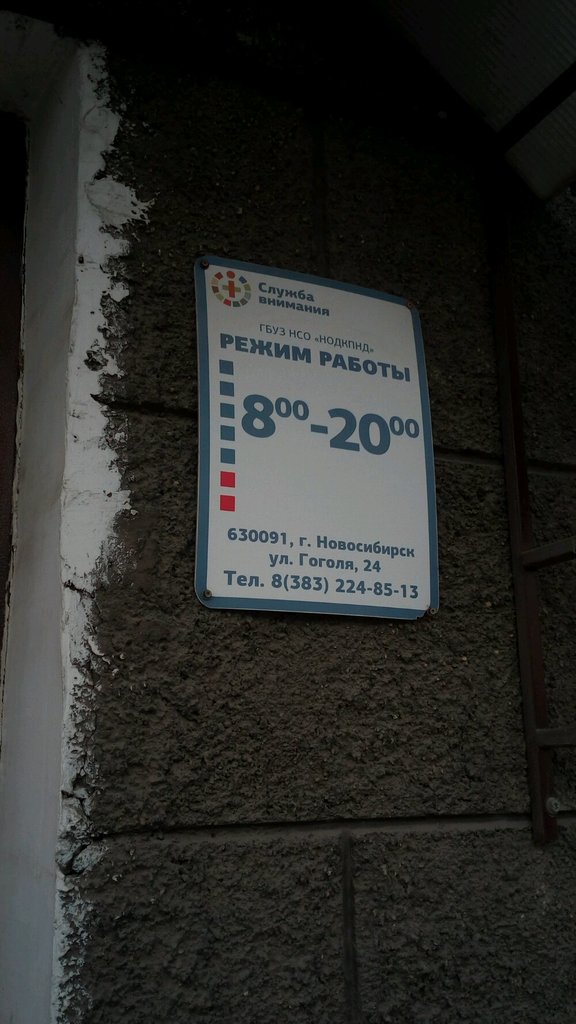 Служба
внимания
ГБУЗ НСО «НОДКПНД»
РЕЖИМ РАБОТЫ
8⁰⁰-20⁰⁰
630091, г. Новосибирск
ул. Гоголя, 24
Тел. 8(383) 224-85-13